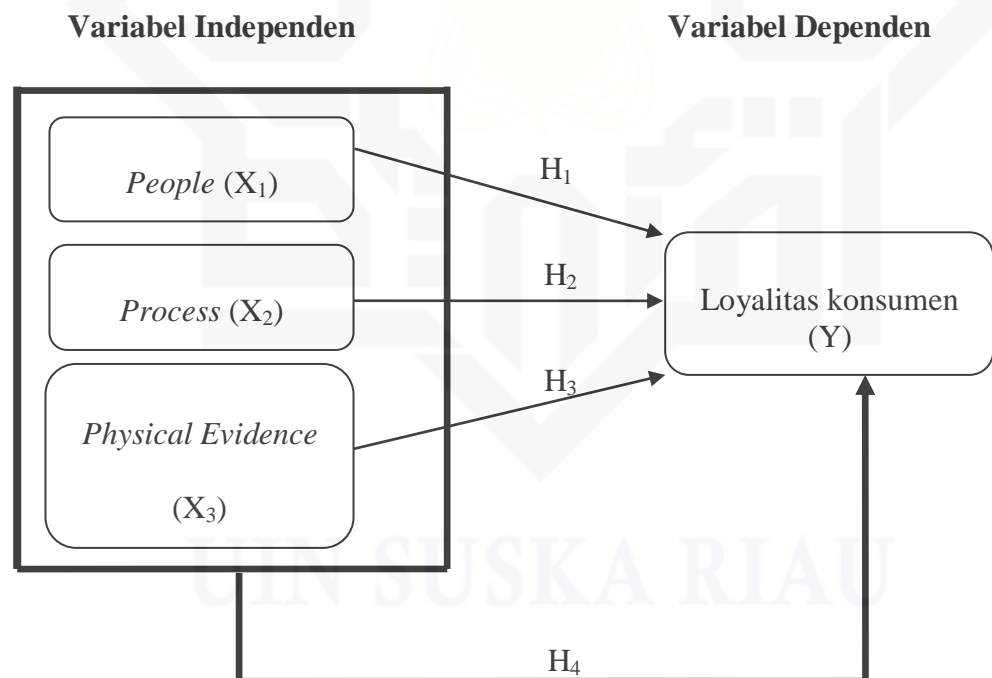 Variabel Independen
Variabel Dependen
People (X₁)
H₁
Process (X₂)
H₂
Loyalitas konsumen
(Y)
H₃
Physical Evidence
(X₃)
UIN SUSKA RIAU
H₄